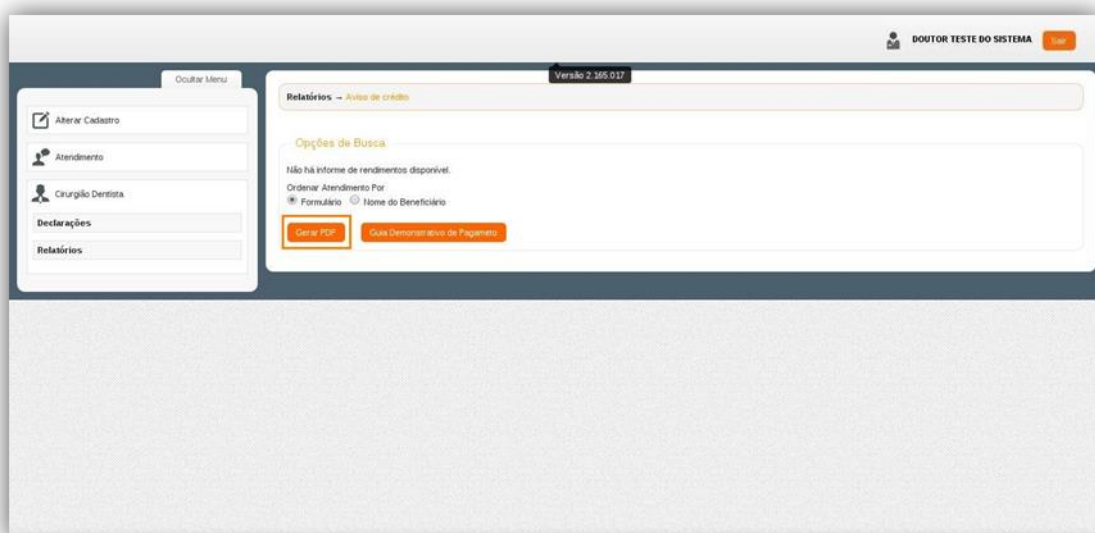 DOUTOR TESTE DO SISTEMA
Sair
Ocultar Menu
Versão 2.165.017
Relatórios → Aviso de crédito
Alterar Cadastro
Atendimento
Cirurgião Dentista
Declarações
Relatórios
Opções de Busca
Não há informe de rendimentos disponível.
Ordenar Atendimento Por
Formulário Nome do Beneficiário
Gerar PDF Guia Demonstrativo de Pagameto